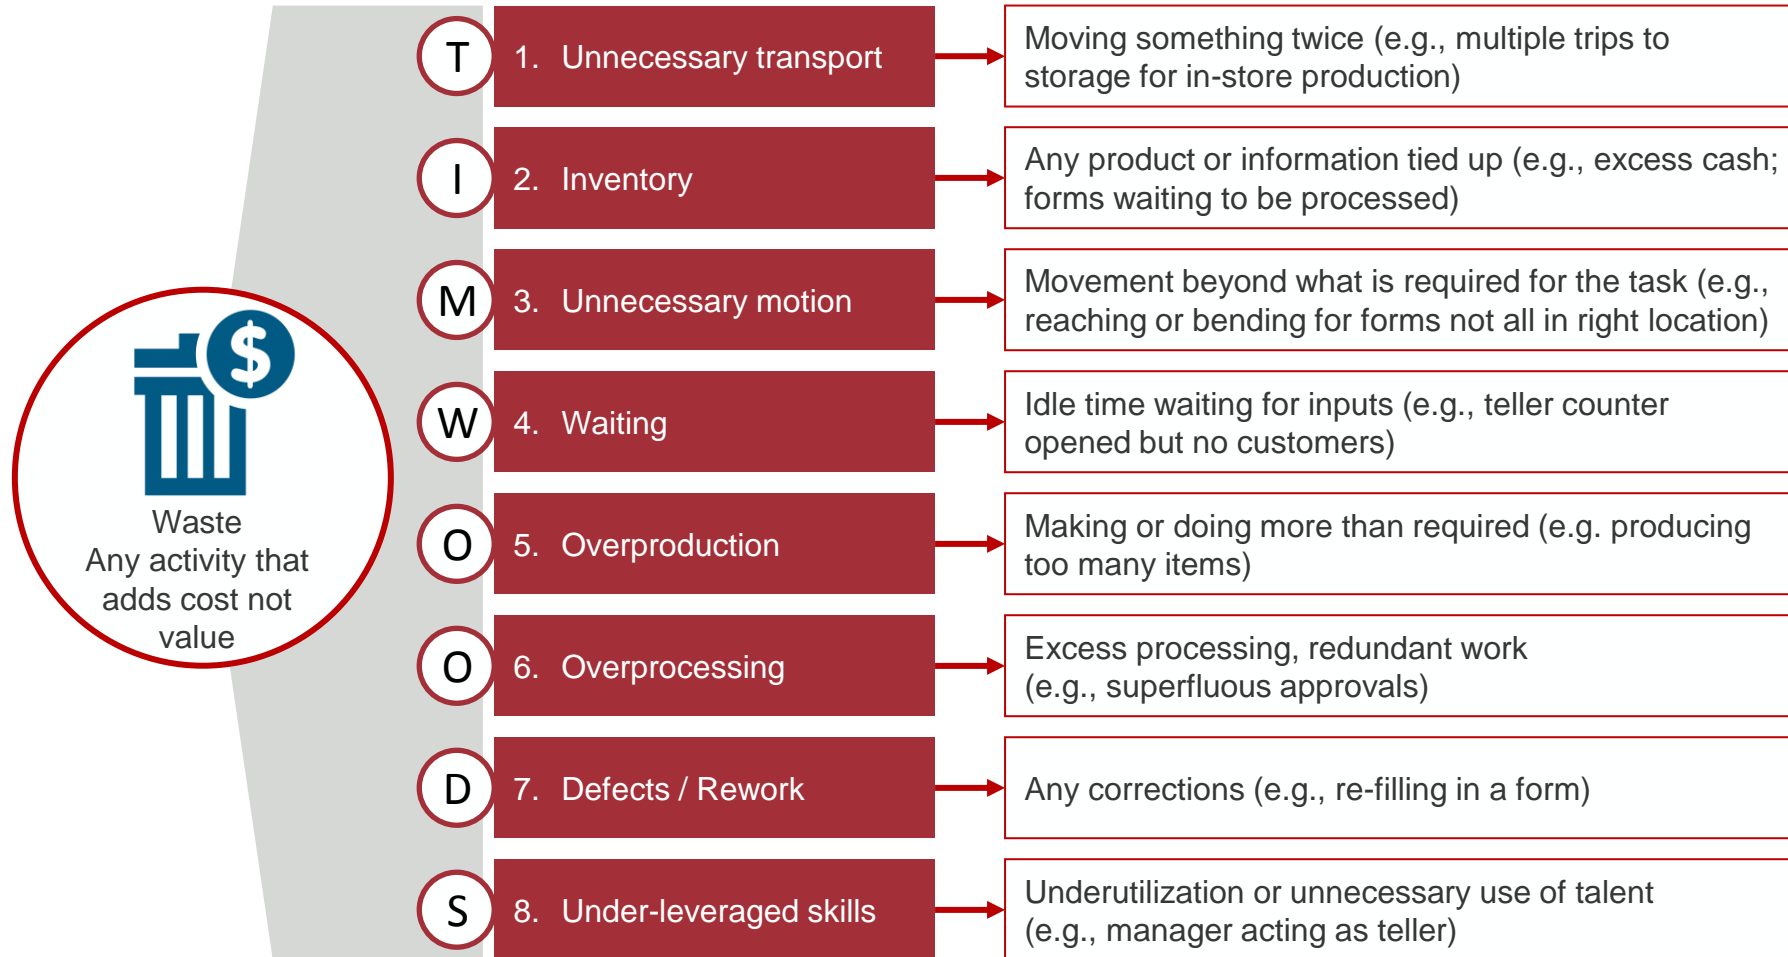 T
1. Unnecessary transport
Moving something twice (e.g., multiple trips to
storage for in-store production)
I
2. Inventory
Any product or information tied up (e.g., excess cash;
forms waiting to be processed)
M
3. Unnecessary motion
Movement beyond what is required for the task (e.g.,
reaching or bending for forms not all in right location)
$
Waste
Any activity that
adds cost not
value
W
4. Waiting
Idle time waiting for inputs (e.g., teller counter
opened but no customers)
O
5. Overproduction
Making or doing more than required (e.g. producing
too many items)
O
6. Overprocessing
Excess processing, redundant work
(e.g., superfluous approvals)
D
7. Defects / Rework
Any corrections (e.g., re-filling in a form)
S
8. Under-leveraged skills
Underutilization or unnecessary use of talent
(e.g., manager acting as teller)